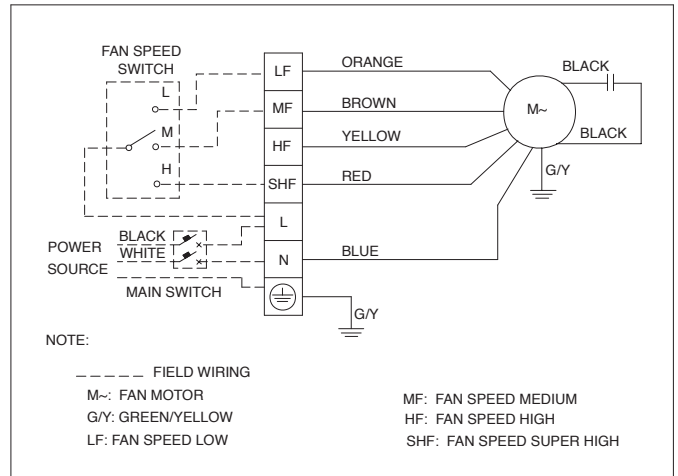 FAN SPEED
SWITCH
L
M
H
LF
MF
HF
SHF
L
N
ORANGE
BROWN
YELLOW
RED
BLUE
M~
BLACK
BLACK
G/Y
POWER
SOURCE
BLACK
WHITE
MAIN SWITCH
G/Y
NOTE:
FIELD WIRING
M~: FAN MOTOR
G/Y: GREEN/YELLOW
LF: FAN SPEED LOW
MF: FAN SPEED MEDIUM
HF: FAN SPEED HIGH
SHF: FAN SPEED SUPER HIGH